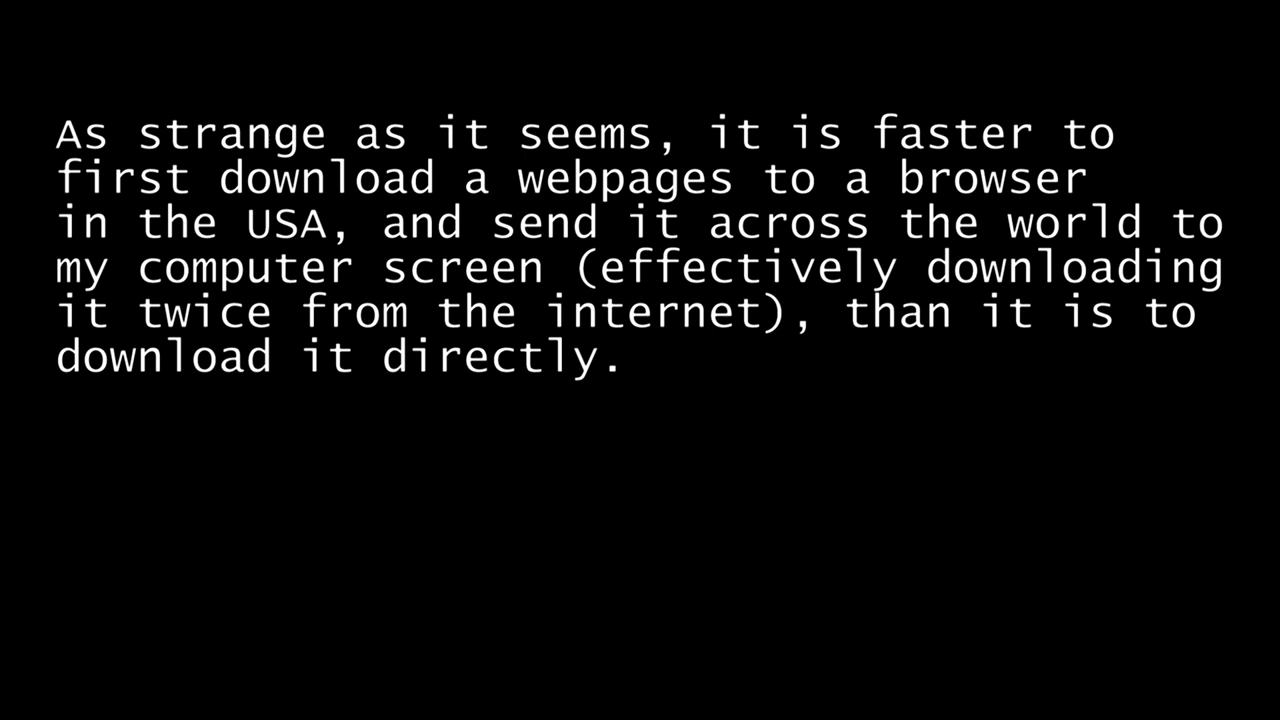 As strange as it seems, it is faster to
first download a webpages to a browser
in the USA, and send it across the world to
my computer screen (effectively downloading
it twice from the internet), than it is to
download it directly.